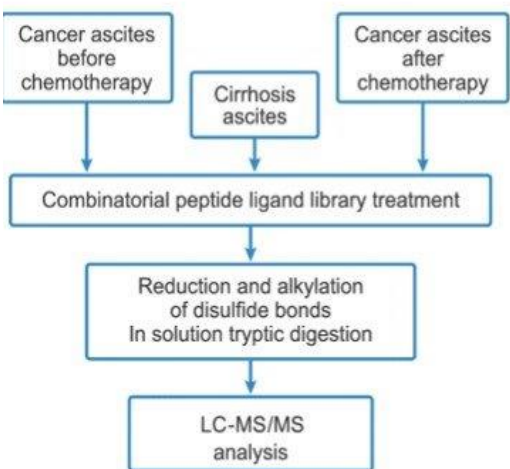 Cancer ascites
before
chemotherapy
Cirrhosis
ascites
Cancer ascites
after
chemotherapy
Combinatorial peptide ligand library treatment
Reduction and alkylation
of disulfide bonds
In solution tryptic digestion
LC-MS/MS
analysis